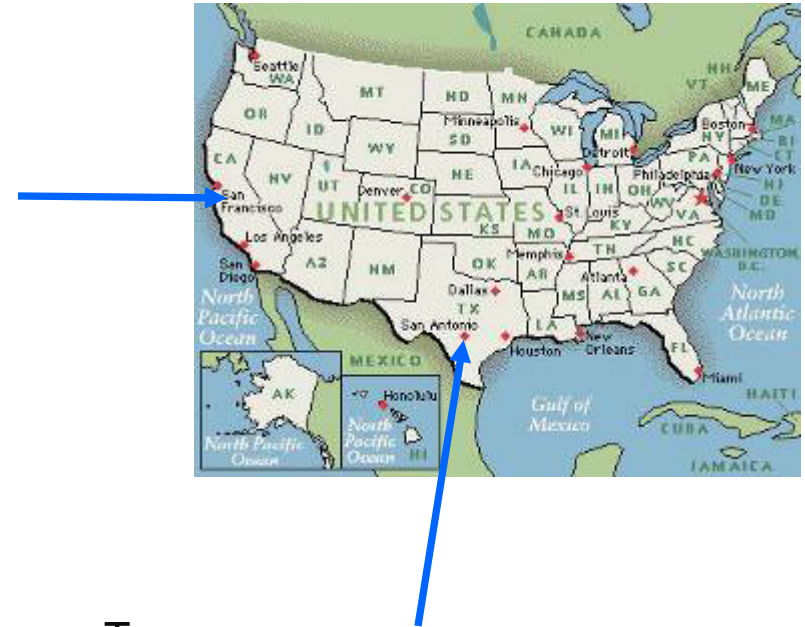 CANADA
Seattle
WA
MT
ND
MN
NH
VT
ME
OR
ID
Minneapolis
WI
MI
Boston
MA
SD
NY
RI
WY
CT
CA
IA
Chicago
Detroit
PA
New York
NV
UT
Denver
CO
NE
IL
IN
OH
Philadelphia
NJ
San
Francisco
WV
DE
MD
UNITED STATES
St. Louis
VA
KS
MO
KY
Los Angeles
NC
WASHINGTON,
D.C.
San
Diego
AZ
NM
OK
AR
Memphis
TN
SC
Atlanta
North
Pacific
Ocean
Dallas
MS
AL
GA
North
Atlantic
Ocean
TX
San Antonio
LA
New
Orleans
Houston
FL
MEXICO
Miami
AK
Honolulu
Gulf of
Mexico
HAITI
CUBA
North Pacific
Ocean
North
Pacific
Ocean
HI
JAMAICA